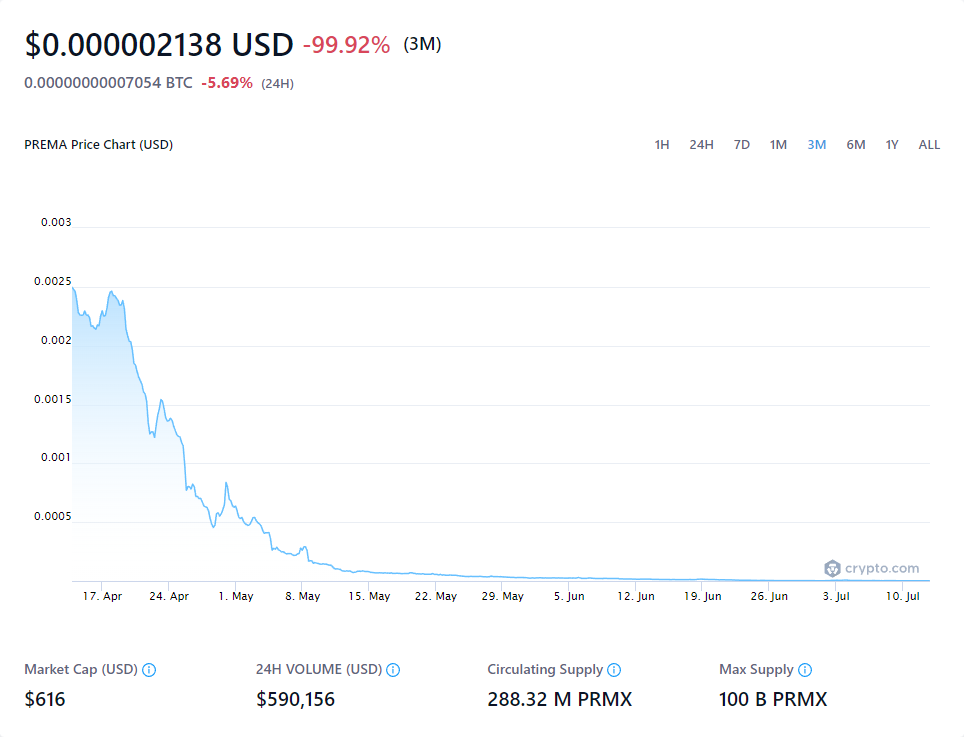 $0.000002138 USD -99.92% (3M)
0.00000000007054 BTC -5.69% (24H)
PREMA Price Chart (USD) 1H 24H 7D 1M 3M 6M 1Y ALL
0.003
0.0025
0.002
0.0015
0.001
0.0005
crypto.com
17. Apr 24. Apr 1. May 8. May 15. May 22. May 29. May 5. Jun 12. Jun 19. Jun 26. Jun 3. Jul 10. Jul
Market Cap (USD) 24H VOLUME (USD) Circulating Supply Max Supply
$616 $590,156 288.32 M PRMX 100 B PRMX